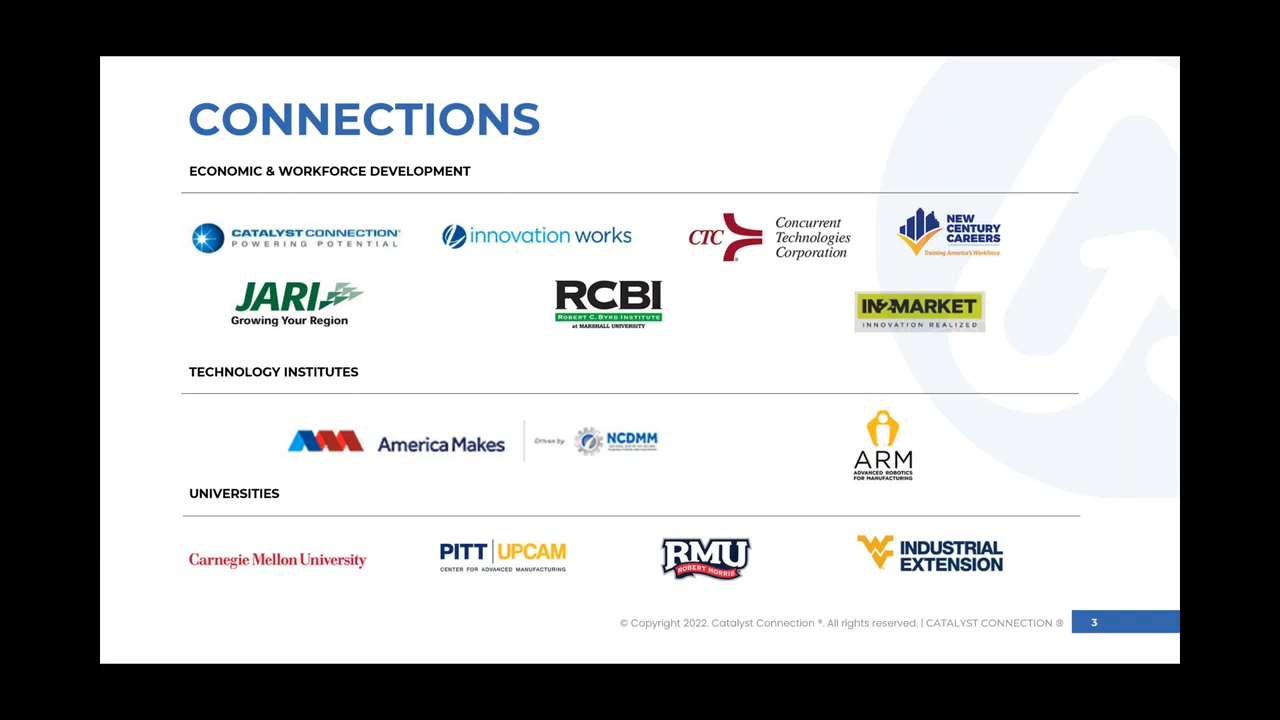 CONNECTIONS
ECONOMIC & WORKFORCE DEVELOPMENT
CATALYST CONNECTION®
POWERING POTENTIAL
innovation works
CTC
Concurrent
Technologies
Corporation
®
NEW
CENTURY
CAREERS
Training America's Workforce
JARI
Growing Your Region
RCBI
ROBERT C. BYRD INSTITUTE
at MARSHALL UNIVERSITY
IN2MARKET
INNOVATION REALIZED
TECHNOLOGY INSTITUTES
America Makes
Driven by
NCDMM
ARM
ADVANCED ROBOTICS
FOR MANUFACTURING
UNIVERSITIES
Carnegie Mellon University
PITT | UPCAM
CENTER FOR ADVANCED MANUFACTURING
RMU
ROBERT MORRIS
WV INDUSTRIAL
EXTENSION
© Copyright 2022. Catalyst Connection ®. All rights reserved. | CATALYST CONNECTION ®
3